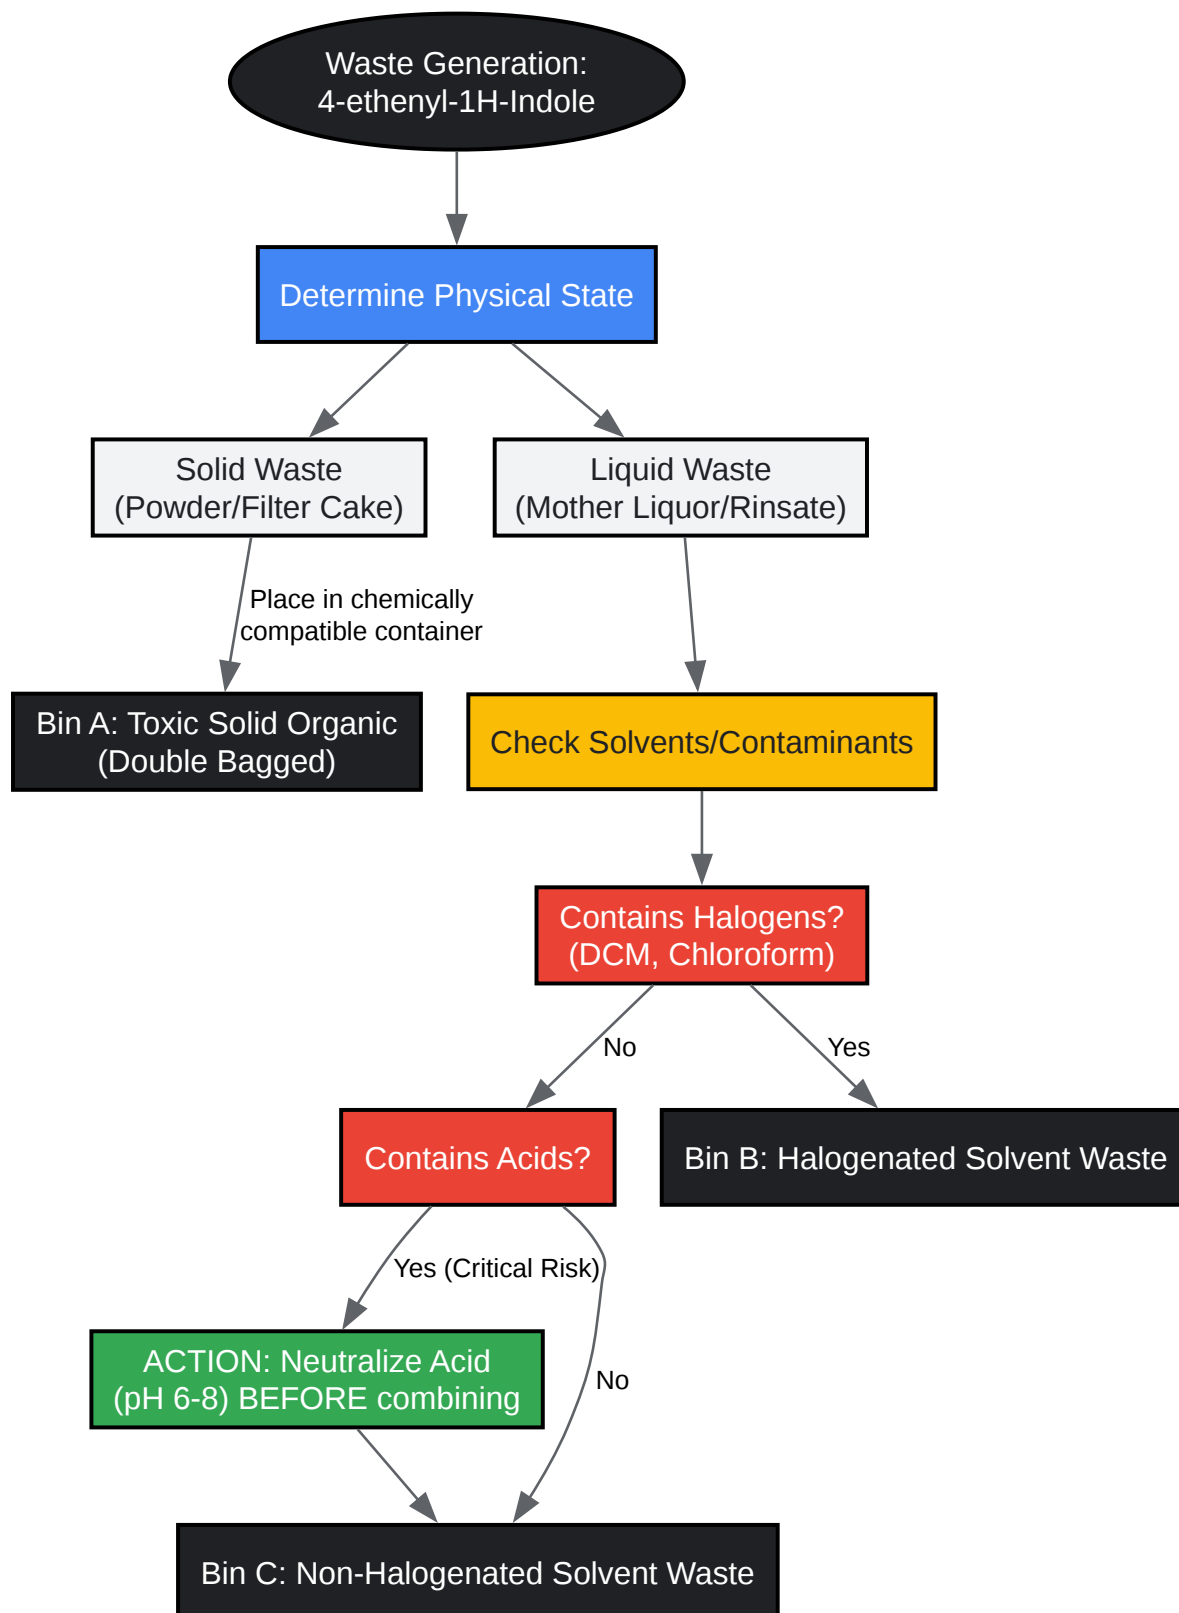 Waste Generation:
4-ethenyl-1H-Indole
Determine Physical State
Solid Waste
(Powder/Filter Cake)
Liquid Waste
(Mother Liquor/Rinsate)
Place in chemically
compatible container
Bin A: Toxic Solid Organic
(Double Bagged)
Check Solvents/Contaminants
Contains Halogens?
(DCM, Chloroform)
No
Yes
Contains Acids?
Bin B: Halogenated Solvent Waste
Yes (Critical Risk)
ACTION: Neutralize Acid
(pH 6-8) BEFORE combining
No
Bin C: Non-Halogenated Solvent Waste